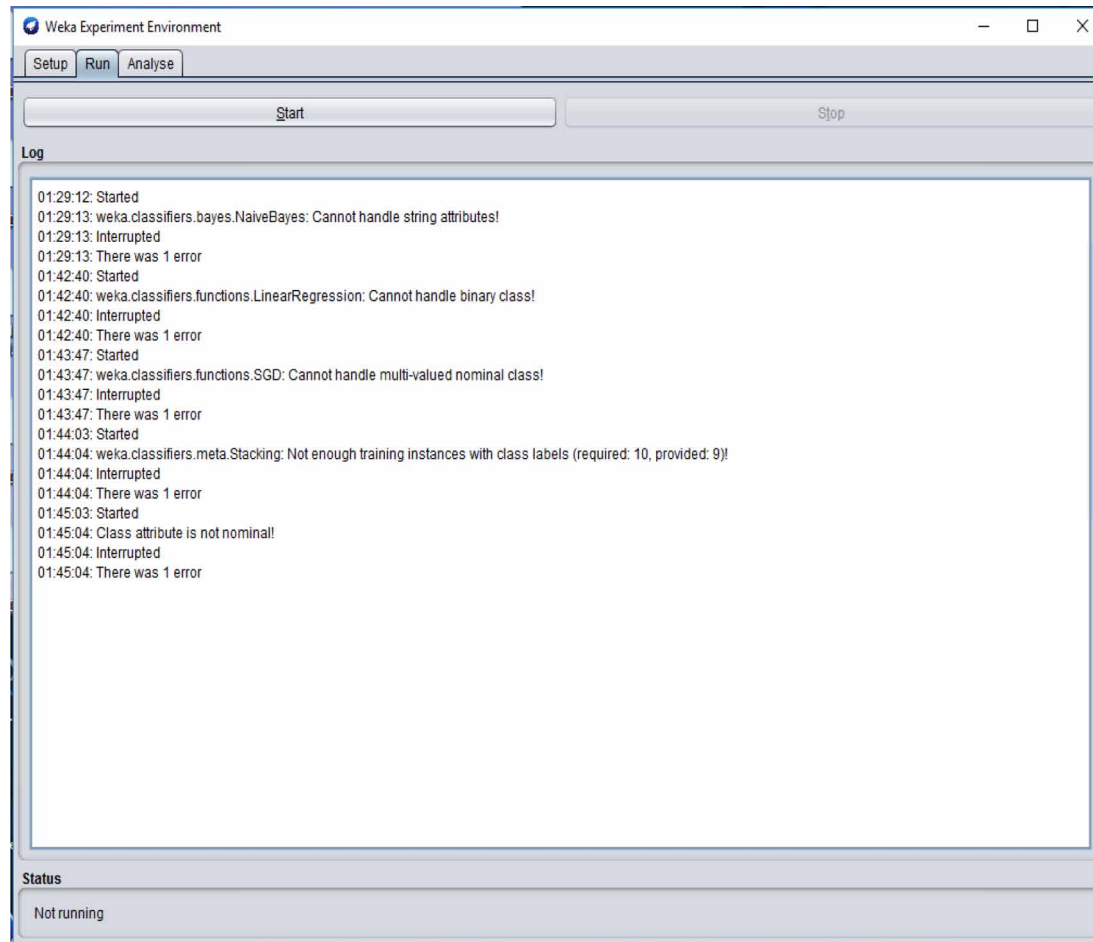 Weka Experiment Environment
Setup Run Analyse
Start Stop
Log
01:29:12: Started
01:29:13: weka.classifiers.bayes.NaiveBayes: Cannot handle string attributes!
01:29:13: Interrupted
01:29:13: There was 1 error
01:42:40: Started
01:42:40: weka.classifiers.functions.LinearRegression: Cannot handle binary class!
01:42:40: Interrupted
01:42:40: There was 1 error
01:43:47: Started
01:43:47: weka.classifiers.functions.SGD: Cannot handle multi-valued nominal class!
01:43:47: Interrupted
01:43:47: There was 1 error
01:44:03: Started
01:44:04: weka.classifiers.meta.Stacking: Not enough training instances with class labels (required: 10, provided: 9)!
01:44:04: Interrupted
01:44:04: There was 1 error
01:45:03: Started
01:45:04: Class attribute is not nominal!
01:45:04: Interrupted
01:45:04: There was 1 error
Status
Not running